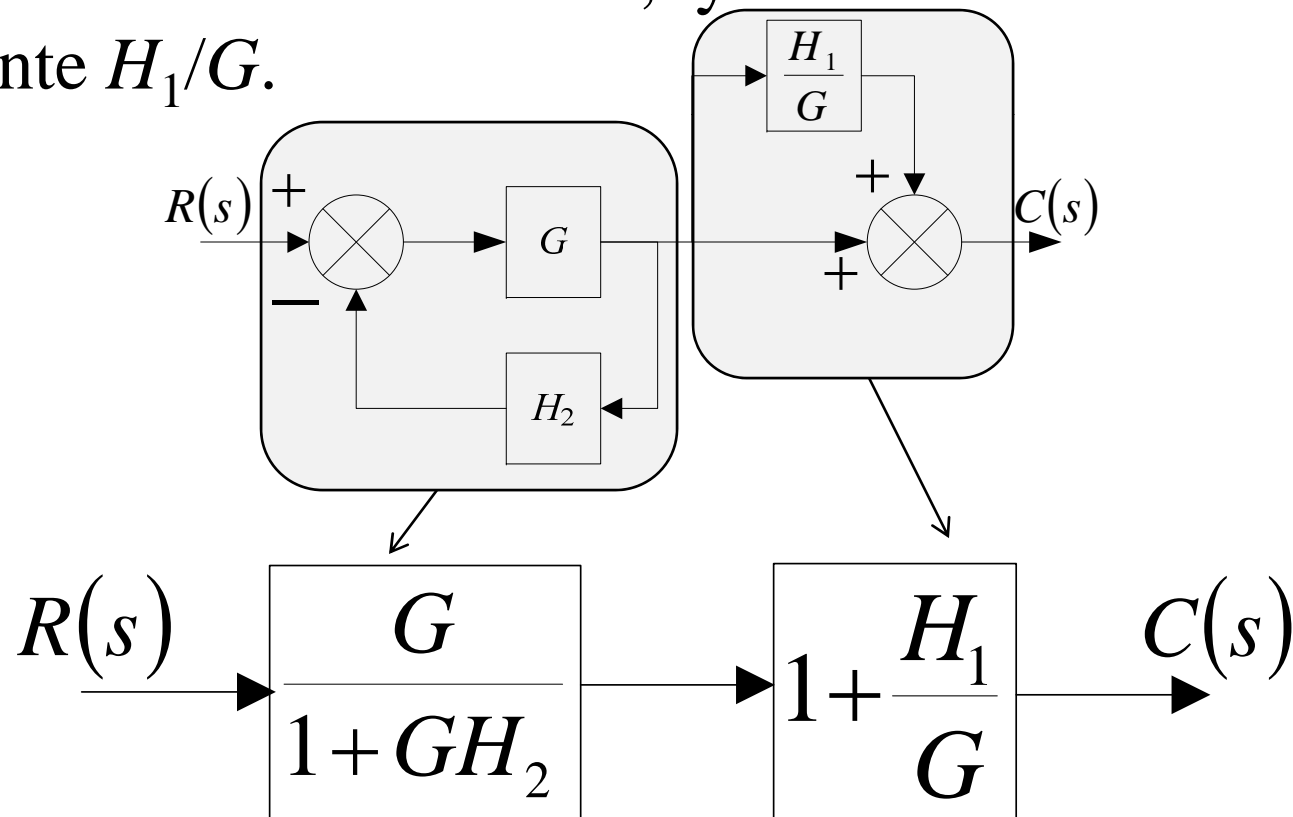 , y
nte H₁/G.
H₁
G
+
R(s)
+
C(s)
G
+
−
H₂
R(s)
G
1+GH₂
1+H₁/G
C(s)